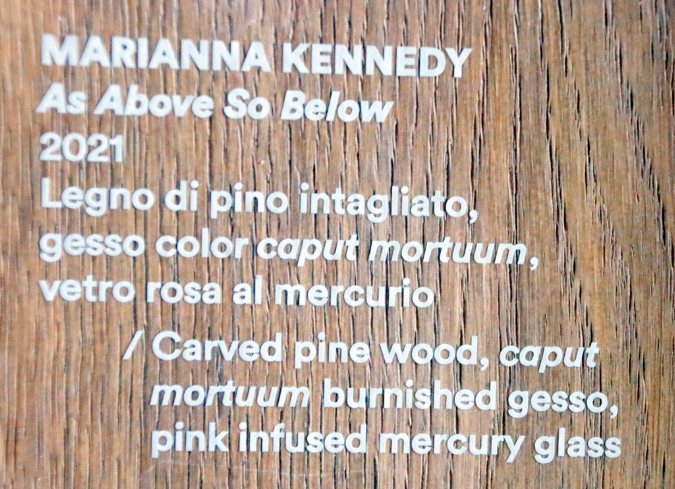 MARIANNA KENNEDY
As Above So Below
2021
Legno di pino intagliato,
gesso color caput mortuum,
vetro rosa al mercurio
/ Carved pine wood, caput
mortuum burnished gesso,
pink infused mercury glass